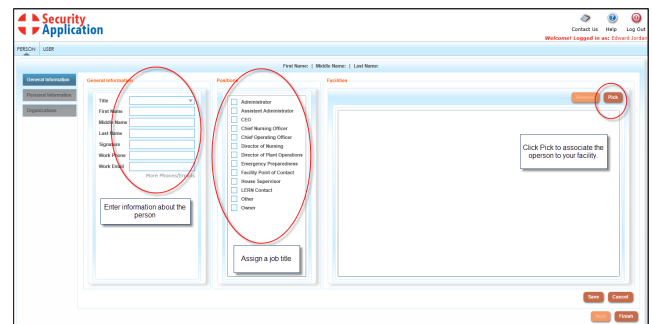 Security
Application
Contact Us Help Log Out
Welcome! Logged in as: Edward Jordan
PERSON USER
First Name: | Middle Name: | Last Name:
General Information
Personal Information
Organizations
General Information
Title
First Name
Middle Name
Last Name
Signature
Work Phone
Work Email
More Phones/Emails
Enter information about the
person
Positions
Administrator
Assistant Administrator
CEO
Chief Nursing Officer
Chief Operating Officer
Director of Nursing
Director of Plant Operations
Emergency Preparedness
Facility Point of Contact
House Supervisor
LERN Contact
Other
Owner
Assign a job title
Facilities
Pick
Click Pick to associate the
operson to your facility.
Save Cancel
Finish